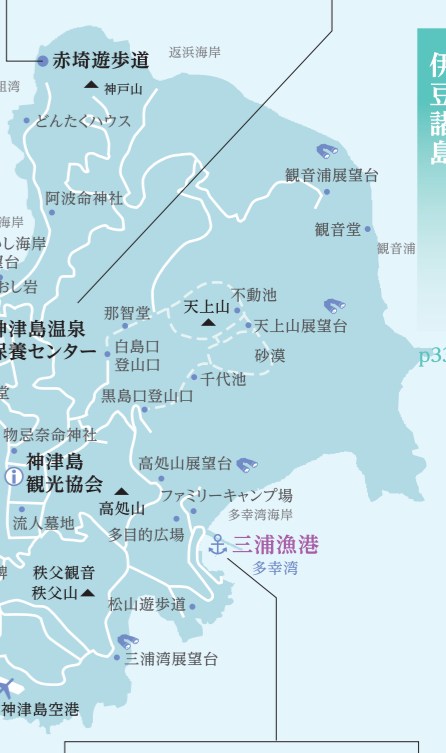 赤埼遊歩道
返浜海岸
神戸山
どんたくハウス
阿波命神社
海岸
し海岸
おし岩
観音浦展望台
観音堂
観音浦
伊豆諸島
p33
神津島温泉
保養センター
那智堂
天上山
不動池
天上山展望台
白島口
登山口
砂漠
千代池
黒島口登山口
堂
物忌奈命神社
神津島
観光協会
高処山展望台
ファミリーキャンプ場
高処山
多幸湾海岸
流人墓地
多目的広場
三浦漁港
多幸湾
秩父観音
秩父山
松山遊歩道
三浦湾展望台
神津島空港